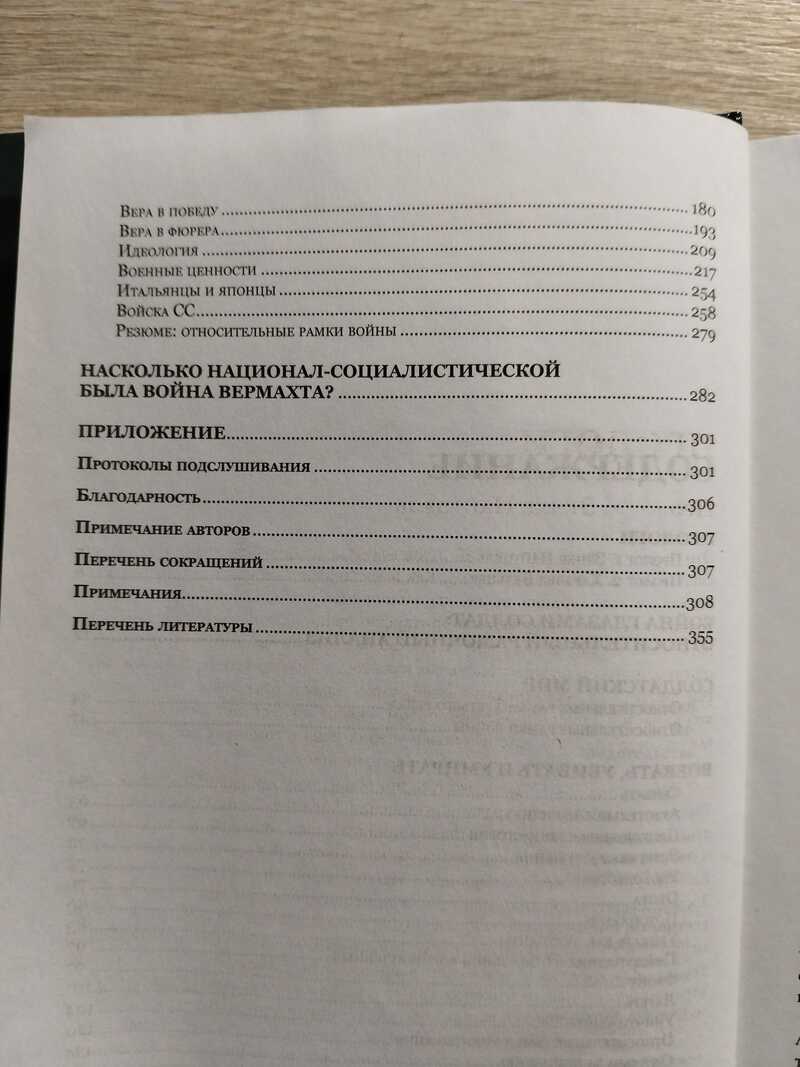 Вера в победу ........ 180
Вера в фюрера ........ 193
Идеология ........ 209
Военные ценности ........ 217
Итальянцы и японцы ........ 254
Войска СС ........ 258
Резюме: относительные рамки войны ........ 279
НАСКОЛЬКО НАЦИОНАЛ-СОЦИАЛИСТИЧЕСКОЙ
БЫЛА ВОЙНА ВЕРМАХТА? ........ 282
ПРИЛОЖЕНИЕ ........ 301
Протоколы подслушивания ........ 301
Благодарность ........ 306
Примечание авторов ........ 307
Перечень сокращений ........ 307
Примечания ........ 308
Перечень литературы ........ 355